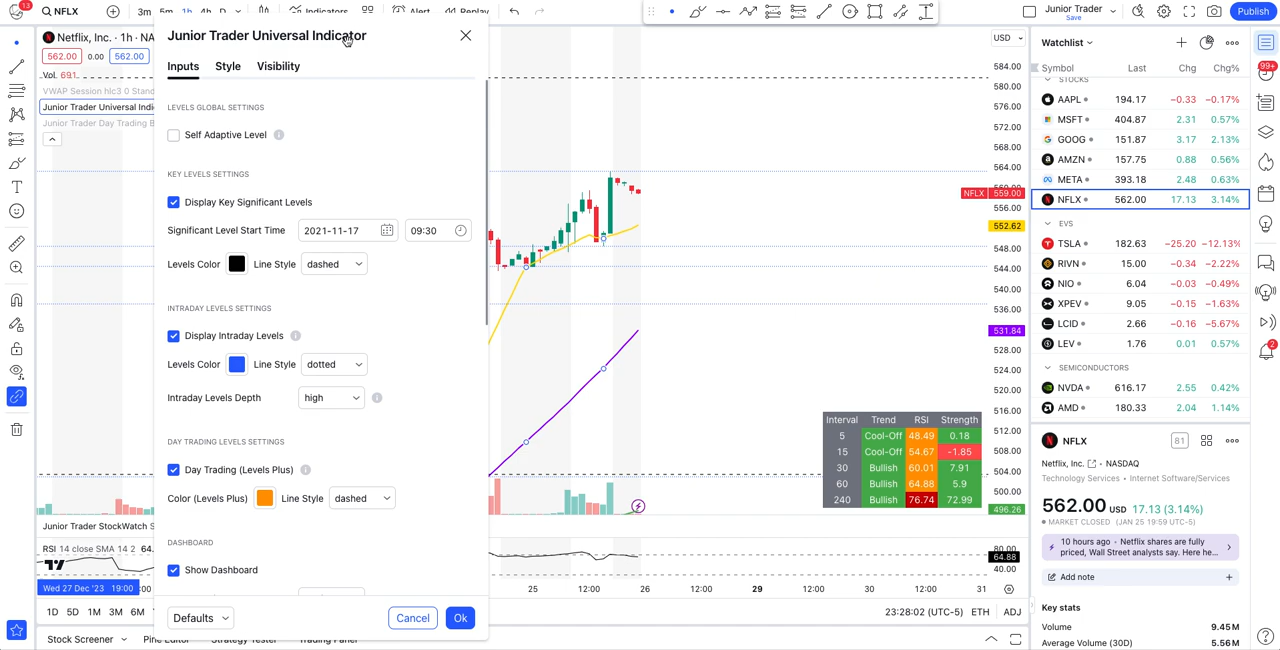 13
NFLX
3m
5m
1h
4h
D
Indicators
Alert
Replay
Junior Trader
Save
Publish
Netflix, Inc. · 1h · NA
562.00
0.00
562.00
Vol. 691
VWAP Session hlc3 0 Stand
Junior Trader Universal Indi
Junior Trader Day Trading B
Junior Trader Universal Indicator
Inputs
Style
Visibility
LEVELS GLOBAL SETTINGS
Self Adaptive Level
KEY LEVELS SETTINGS
Display Key Significant Levels
Significant Level Start Time
2021-11-17
09:30
Levels Color
Line Style
dashed
INTRADAY LEVELS SETTINGS
Display Intraday Levels
Levels Color
Line Style
dotted
Intraday Levels Depth
high
DAY TRADING LEVELS SETTINGS
Day Trading (Levels Plus)
Color (Levels Plus)
Line Style
dashed
DASHBOARD
Show Dashboard
Defaults
Cancel
Ok
USD
584.00
580.00
576.00
572.00
568.00
564.00
NFLX 559.00
556.00
552.62
548.00
544.00
540.00
536.00
531.84
528.00
524.00
520.00
516.00
512.00
508.00
504.00
500.00
496.26
80.00
64.88
40.00
Interval Trend RSI Strength
5 Cool-Off 48.49 0.18
15 Cool-Off 54.67 -1.85
30 Bullish 60.01 7.91
60 Bullish 64.88 5.9
240 Bullish 76.74 72.99
Junior Trader StockWatch S
RSI 14 close SMA 14 2 64.
Wed 27 Dec '23 19:00
:00
25
12:00
26
12:00
29
12:00
30
12:00
31
1D 5D 1M 3M 6M
23:28:02 (UTC-5) ETH ADJ
Stock Screener
Pine Editor
Strategy Tester
Trading Panel
Watchlist
Symbol Last Chg Chg%
STOCKS
AAPL 194.17 −0.33 −0.17%
MSFT 404.87 2.31 0.57%
GOOG 151.87 3.17 2.13%
AMZN 157.75 0.88 0.56%
META 393.18 2.48 0.63%
NFLX 562.00 17.13 3.14%
EVS
TSLA 182.63 −25.20 −12.13%
RIVN 15.00 −0.34 −2.22%
NIO 6.04 −0.03 −0.49%
XPEV 9.05 −0.15 −1.63%
LCID 2.66 −0.16 −5.67%
LEV 1.76 0.01 0.57%
SEMICONDUCTORS
NVDA 616.17 2.55 0.42%
AMD 180.33 2.04 1.14%
NFLX
81
Netflix, Inc. • NASDAQ
Technology Services • Internet Software/Services
562.00 USD 17.13 (3.14%)
MARKET CLOSED (JAN 25 19:59 UTC-5)
10 hours ago • Netflix shares are fully
priced, Wall Street analysts say. Here he...
Add note
Key stats
Volume 9.45M
Average Volume (30D) 5.56M
99+
2